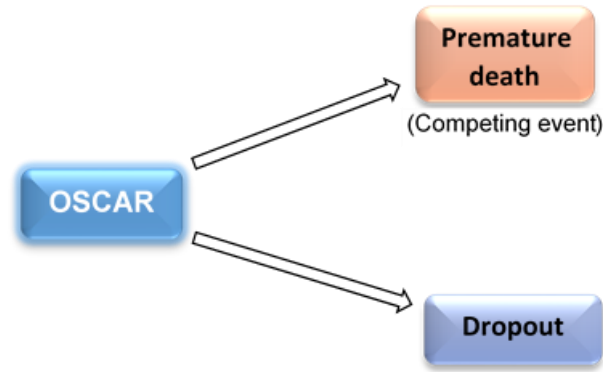 Premature
death
(Competing event)
OSCAR
Dropout